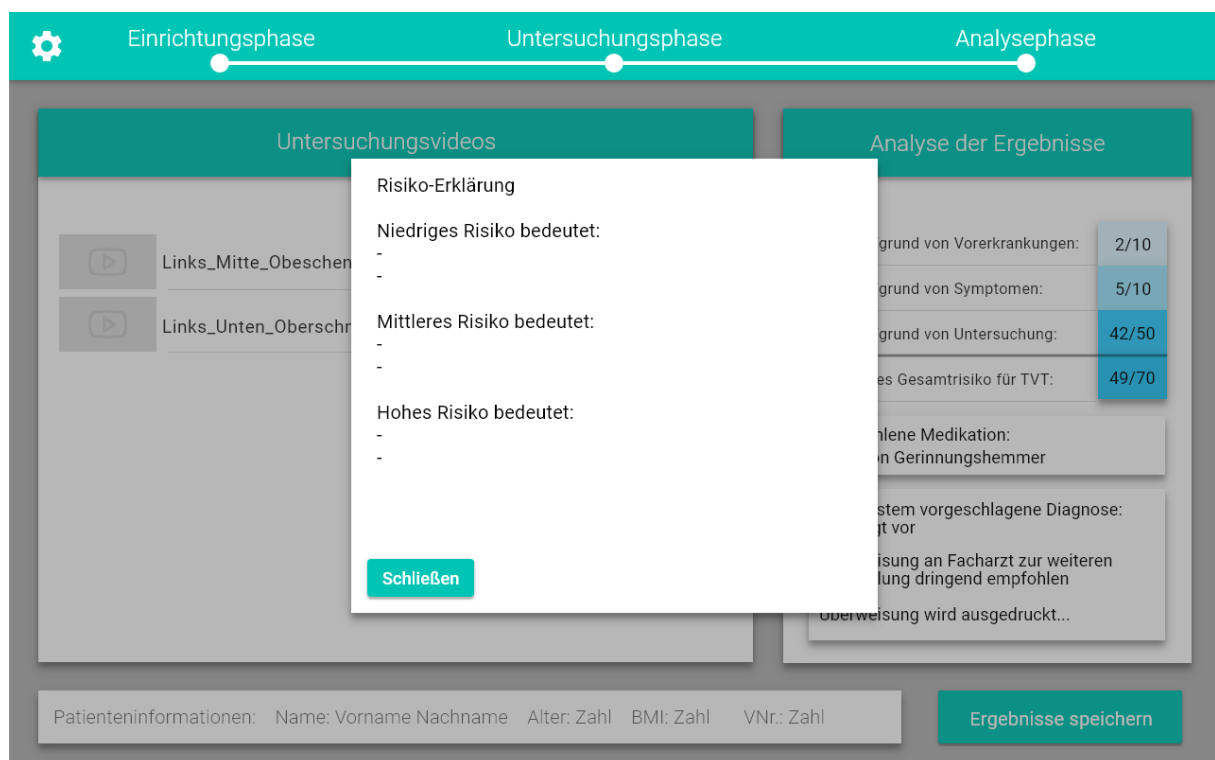 Einrichtungsphase
Untersuchungsphase
Analysephase
Untersuchungsvideos
Analyse der Ergebnisse
Risiko-Erklärung
Niedriges Risiko bedeutet:
-
-
Mittleres Risiko bedeutet:
-
-
Hohes Risiko bedeutet:
-
-
Schließen
Links_Mitte_Obeschen
Links_Unten_Oberschn
grund von Vorerkrankungen: 2/10
grund von Symptomen: 5/10
grund von Untersuchung: 42/50
es Gesamtrisiko für TVT: 49/70
hlene Medikation:
on Gerinnungshemmer
stem vorgeschlagene Diagnose:
gt vor
isung an Facharzt zur weiteren
lung dringend empfohlen
Überweisung wird ausgedruckt...
Patienteninformationen: Name: Vorname Nachname Alter: Zahl BMI: Zahl VNr.: Zahl
Ergebnisse speichern